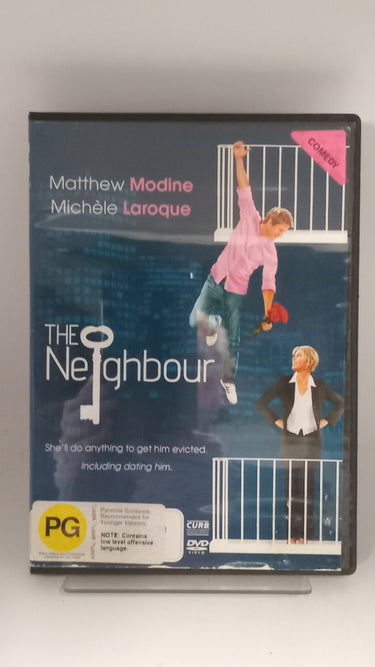 COMEDY
Matthew Modine
Michèle Laroque
THE
Neighbour
She'll do anything to get him evicted.
Including dating him.
PG
Parental Guidance
Recommended for
Younger Viewers.
NOTE: Contains
low level offensive
language.
CURB
DVD
VIDEO